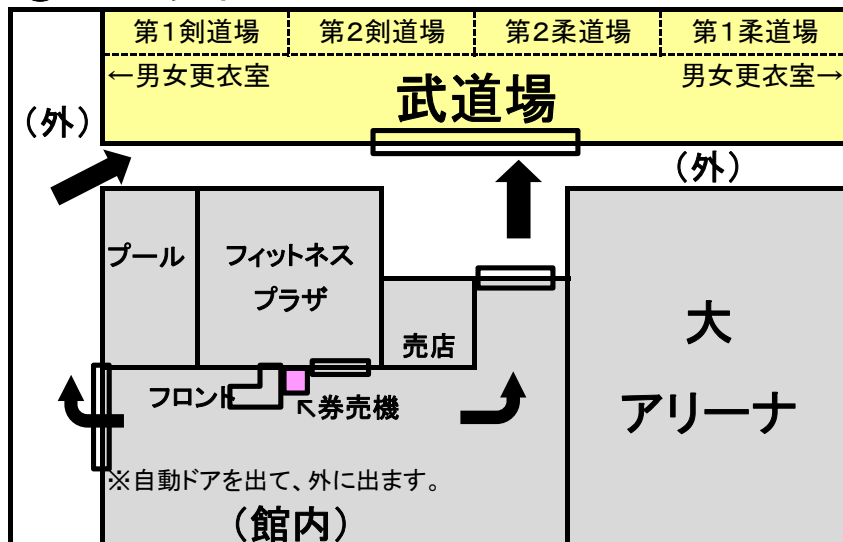 第1剣道場 第2剣道場 第2柔道場 第1柔道場
←男女更衣室 男女更衣室→
武道場
(外)
(外)
プール
フィットネス
プラザ
売店
大
アリーナ
フロント
↖券売機
※自動ドアを出て、外に出ます。
(館内)